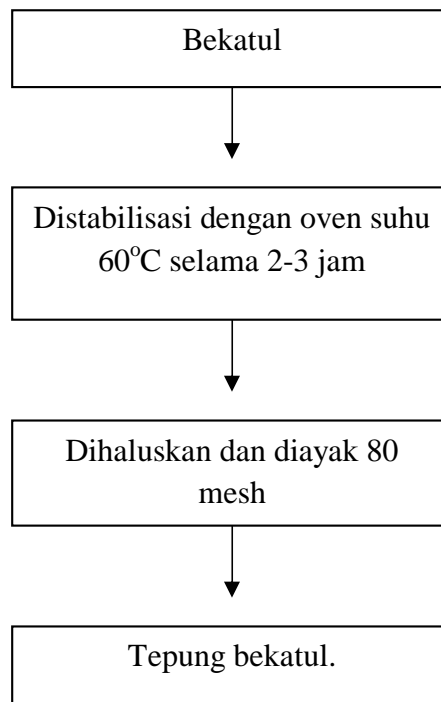 Bekatul
Distabilisasi dengan oven suhu
60°C selama 2-3 jam
Dihaluskan dan diayak 80
mesh
Tepung bekatul.